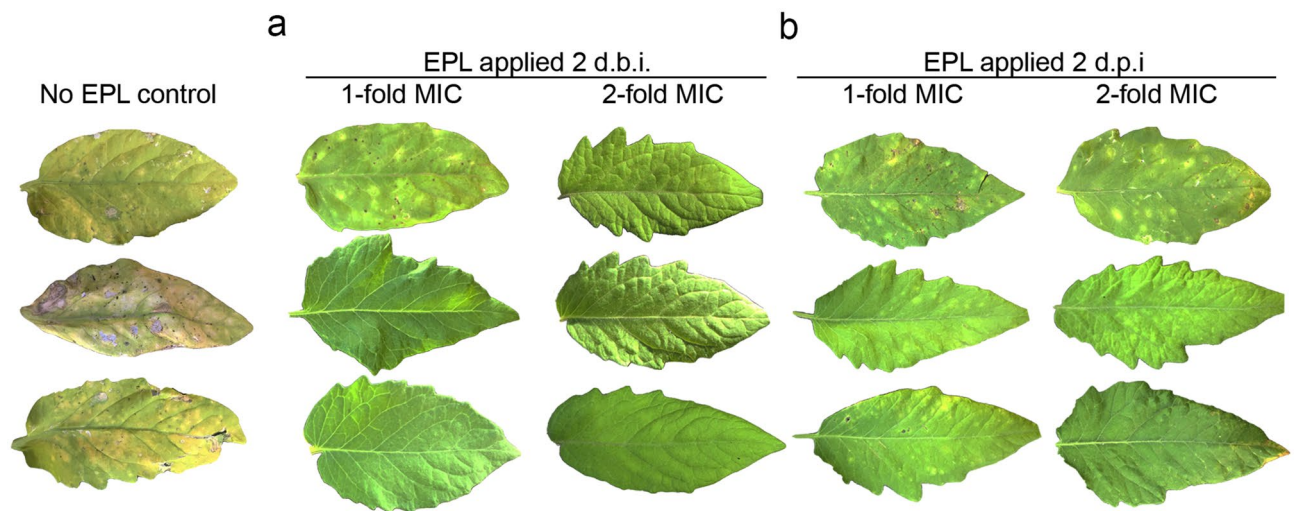 a
b
EPL applied 2 d.b.i.
EPL applied 2 d.p.i
No EPL control
1-fold MIC
2-fold MIC
1-fold MIC
2-fold MIC